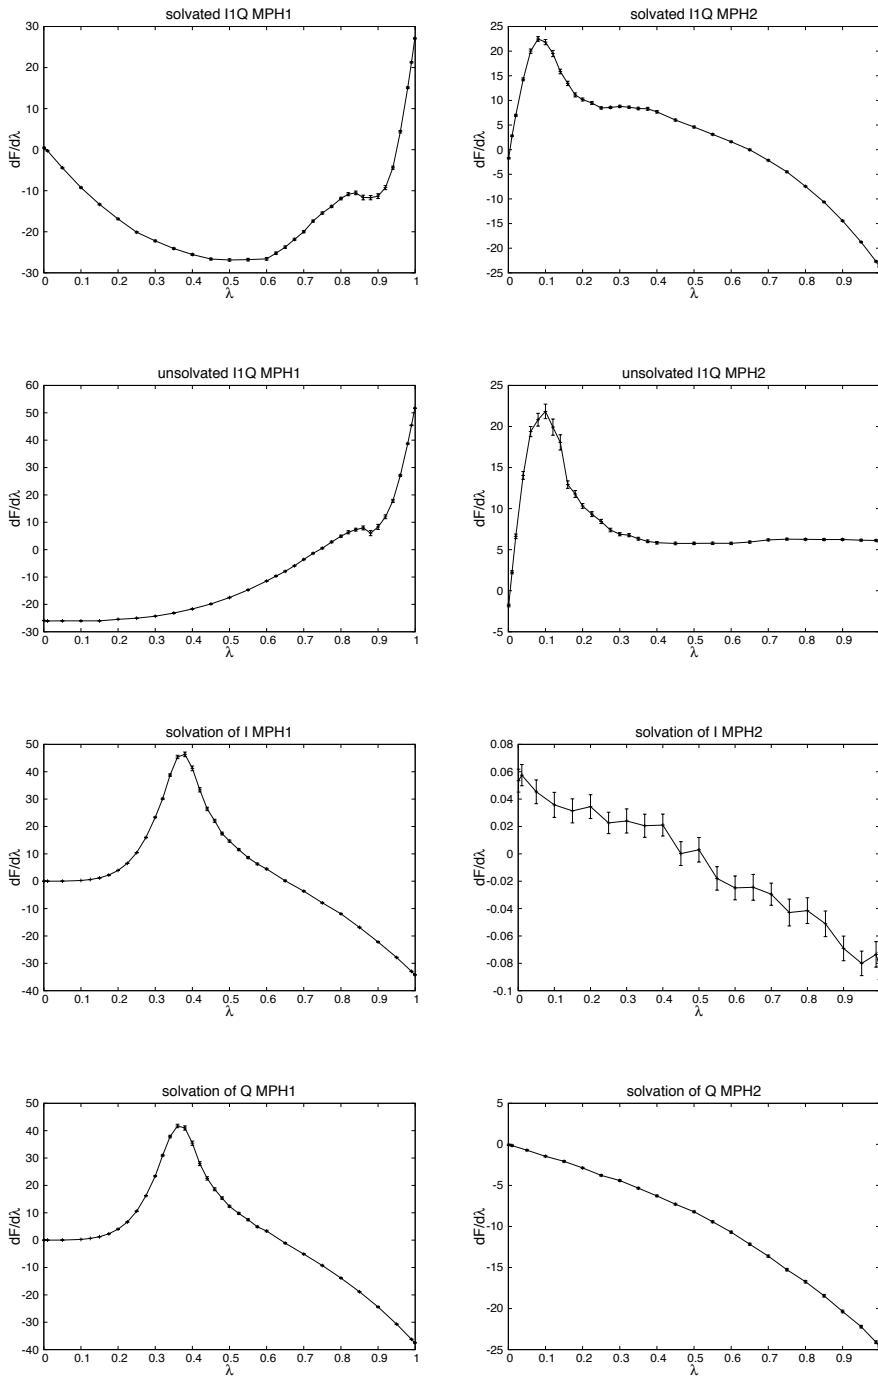 solvated I1Q MPH1
30
20
10
0
-10
-20
-30
dF/dλ
0 0.1 0.2 0.3 0.4 0.5 0.6 0.7 0.8 0.9 1
λ
solvated I1Q MPH2
25
20
15
10
5
0
-5
-10
-15
-20
-25
dF/dλ
0 0.1 0.2 0.3 0.4 0.5 0.6 0.7 0.8 0.9
λ
unsolvated I1Q MPH1
60
50
40
30
20
10
0
-10
-20
-30
dF/dλ
0 0.1 0.2 0.3 0.4 0.5 0.6 0.7 0.8 0.9 1
λ
unsolvated I1Q MPH2
25
20
15
10
5
0
-5
dF/dλ
0 0.1 0.2 0.3 0.4 0.5 0.6 0.7 0.8 0.9
λ
solvation of I MPH1
50
40
30
20
10
0
-10
-20
-30
-40
dF/dλ
0 0.1 0.2 0.3 0.4 0.5 0.6 0.7 0.8 0.9 1
λ
solvation of I MPH2
0.08
0.06
0.04
0.02
0
-0.02
-0.04
-0.06
-0.08
-0.1
dF/dλ
0 0.1 0.2 0.3 0.4 0.5 0.6 0.7 0.8 0.9
λ
solvation of Q MPH1
50
40
30
20
10
0
-10
-20
-30
-40
dF/dλ
0 0.1 0.2 0.3 0.4 0.5 0.6 0.7 0.8 0.9 1
λ
solvation of Q MPH2
5
0
-5
-10
-15
-20
-25
dF/dλ
0 0.1 0.2 0.3 0.4 0.5 0.6 0.7 0.8 0.9
λ